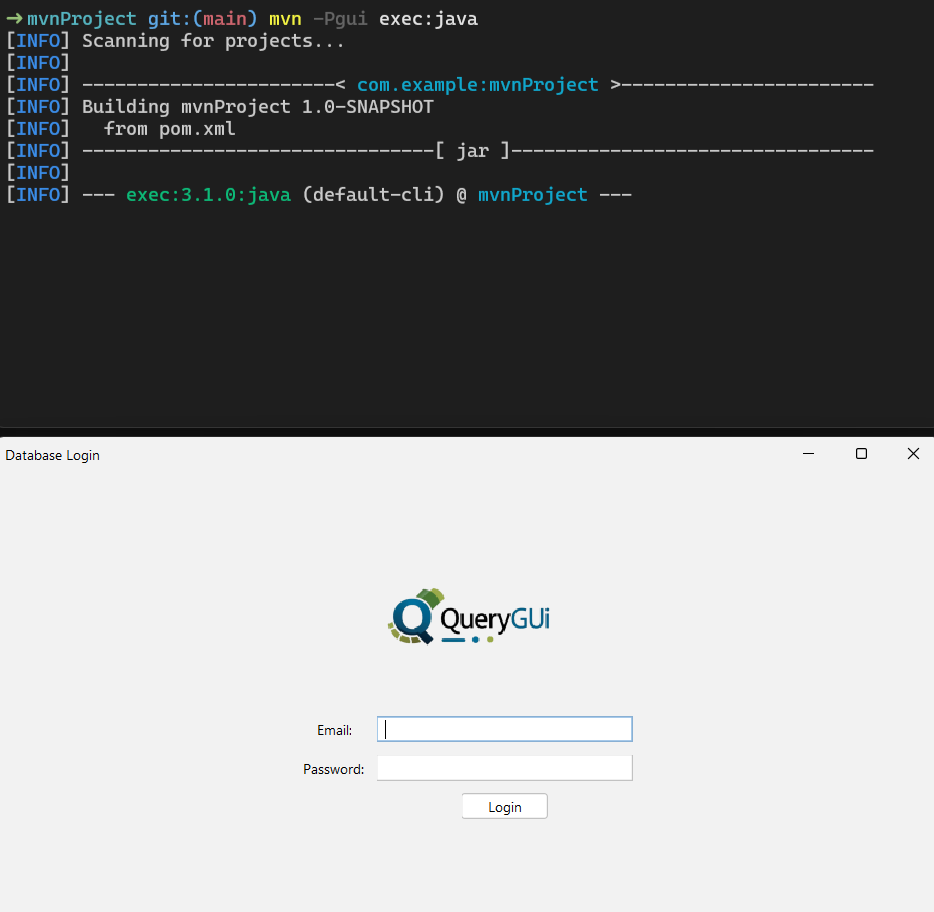 → mvnProject git:(main) mvn -Pgui exec:java
[INFO] Scanning for projects...
[INFO]
[INFO] -----------------------< com.example:mvnProject >-----------------------
[INFO] Building mvnProject 1.0-SNAPSHOT
[INFO]   from pom.xml
[INFO] --------------------------------[ jar ]---------------------------------
[INFO]
[INFO] --- exec:3.1.0:java (default-cli) @ mvnProject ---
Database Login
QueryGUi
Email:
Password:
Login